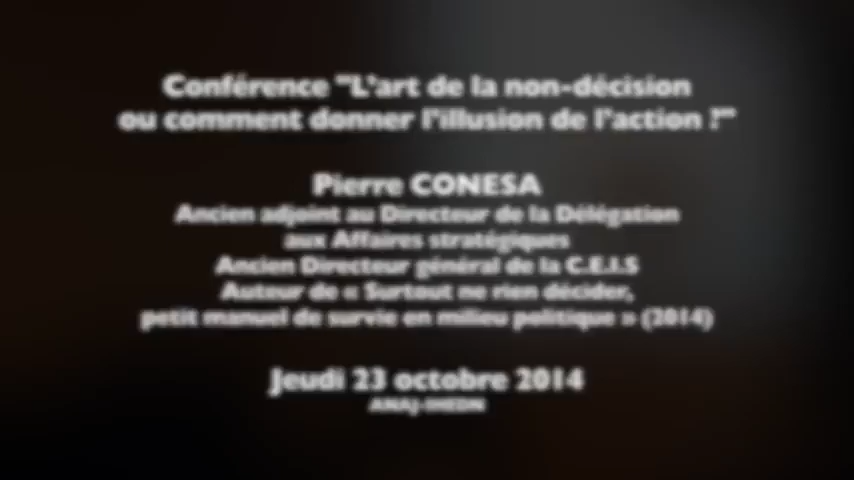 Conférence "L'art de la non-décision
ou comment donner l'illusion de l'action ?"
Pierre CONESA
Ancien adjoint au Directeur de la Délégation
aux Affaires stratégiques
Ancien Directeur général de la C.E.I.S
Auteur de « Surtout ne rien décider,
petit manuel de survie en milieu politique » (2014)
Jeudi 23 octobre 2014
ANAJ-IHEDN